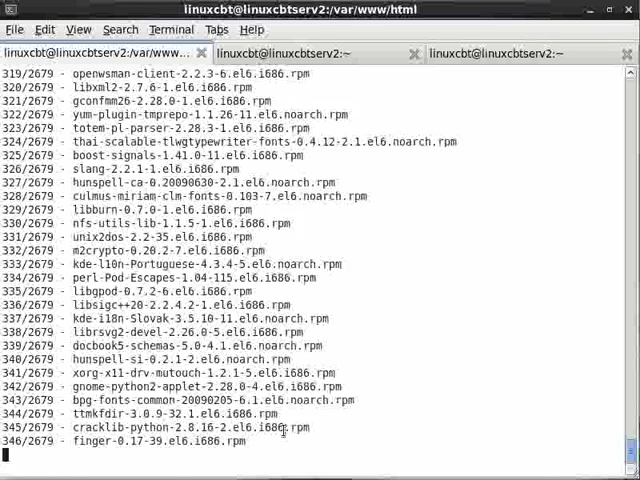 linuxcbt@linuxcbtserv2:/var/www/html
File Edit View Search Terminal Tabs Help
linuxcbt@linuxcbtserv2:/var/www... linuxcbt@linuxcbtserv2:~ linuxcbt@linuxcbtserv2:~
319/2679 - openwsman-client-2.2.3-6.el6.i686.rpm
320/2679 - libxml2-2.7.6-1.el6.i686.rpm
321/2679 - gconfmm26-2.28.0-1.el6.i686.rpm
322/2679 - yum-plugin-tmprepo-1.1.26-11.el6.noarch.rpm
323/2679 - totem-pl-parser-2.28.3-1.el6.i686.rpm
324/2679 - thai-scalable-tlwgtypewriter-fonts-0.4.12-2.1.el6.noarch.rpm
325/2679 - boost-signals-1.41.0-11.el6.i686.rpm
326/2679 - slang-2.2.1-1.el6.i686.rpm
327/2679 - hunspell-ca-0.20090630-2.1.el6.noarch.rpm
328/2679 - culmus-miriam-clm-fonts-0.103-7.el6.noarch.rpm
329/2679 - libburn-0.7.0-1.el6.i686.rpm
330/2679 - nfs-utils-lib-1.1.5-1.el6.i686.rpm
331/2679 - unix2dos-2.2-35.el6.i686.rpm
332/2679 - m2crypto-0.20.2-7.el6.i686.rpm
333/2679 - kde-l10n-Portuguese-4.3.4-5.el6.noarch.rpm
334/2679 - perl-Pod-Escapes-1.04-115.el6.i686.rpm
335/2679 - libgpod-0.7.2-6.el6.i686.rpm
336/2679 - libsigc++20-2.2.4.2-1.el6.i686.rpm
337/2679 - kde-i18n-Slovak-3.5.10-11.el6.noarch.rpm
338/2679 - librsvg2-devel-2.26.0-5.el6.i686.rpm
339/2679 - docbook5-schemas-5.0-4.1.el6.noarch.rpm
340/2679 - hunspell-si-0.2.1-2.el6.noarch.rpm
341/2679 - xorg-x11-drv-mutouch-1.2.1-5.el6.i686.rpm
342/2679 - gnome-python2-applet-2.28.0-4.el6.i686.rpm
343/2679 - bpg-fonts-common-20090205-6.1.el6.noarch.rpm
344/2679 - ttmkfdir-3.0.9-32.1.el6.i686.rpm
345/2679 - cracklib-python-2.8.16-2.el6.i686.rpm
346/2679 - finger-0.17-39.el6.i686.rpm